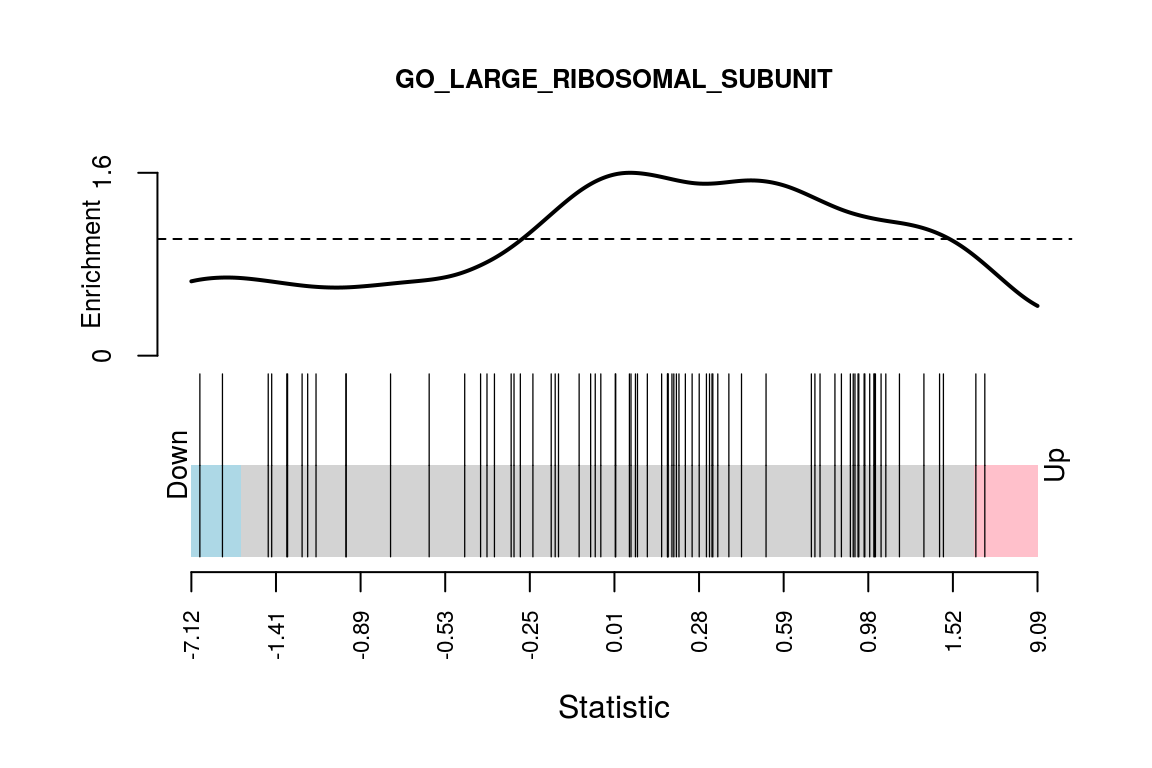 GO_LARGE_RIBOSOMAL_SUBUNIT
1.6
Enrichment
0
Down
Up
-7.12 -1.41 -0.89 -0.53 -0.25 0.01 0.28 0.59 0.98 1.52 9.09
Statistic